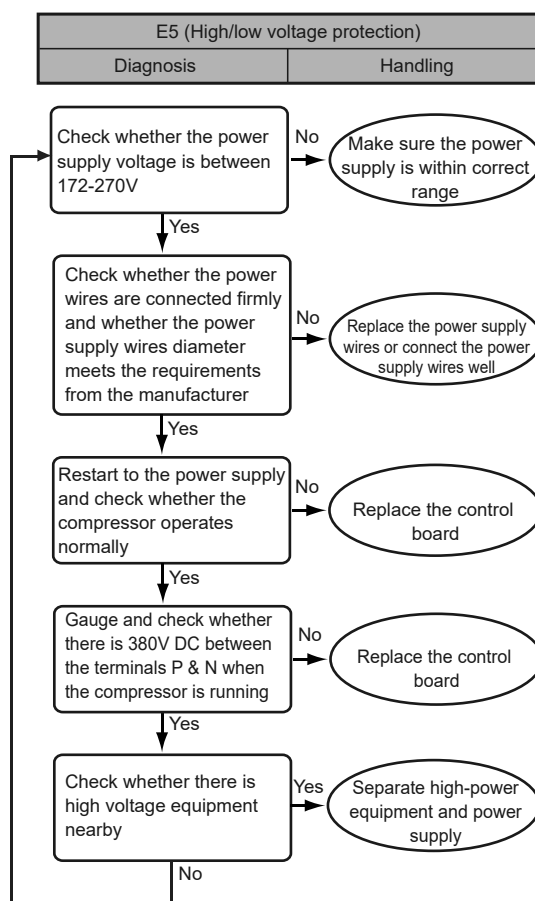 E5 (High/low voltage protection)
Diagnosis
Handling
Check whether the power
supply voltage is between
172-270V
No
Make sure the power
supply is within correct
range
Yes
Check whether the power
wires are connected firmly
and whether the power
supply wires diameter
meets the requirements
from the manufacturer
No
Replace the power supply
wires or connect the power
supply wires well
Yes
Restart to the power supply
and check whether the
compressor operates
normally
No
Replace the control
board
Yes
Gauge and check whether
there is 380V DC between
the terminals P & N when
the compressor is running
No
Replace the control
board
Yes
Check whether there is
high voltage equipment
nearby
Yes
Separate high-power
equipment and power
supply
No